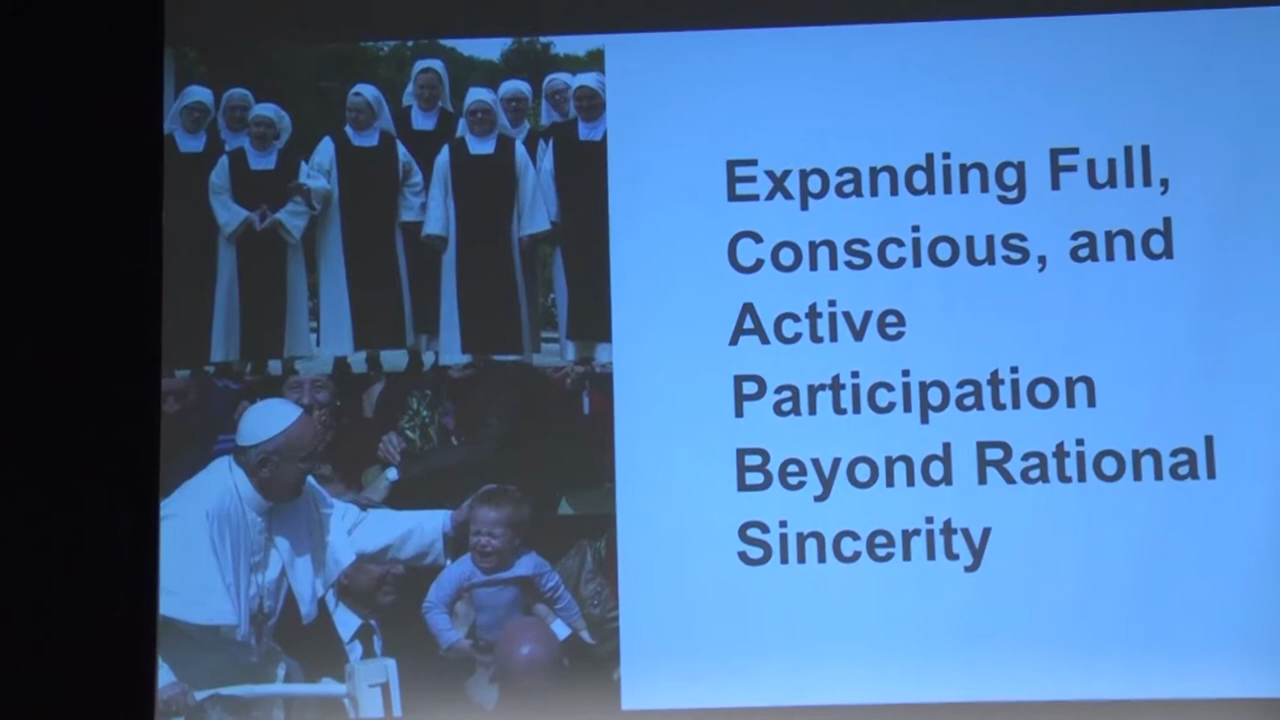 Expanding Full,
Conscious, and
Active
Participation
Beyond Rational
Sincerity